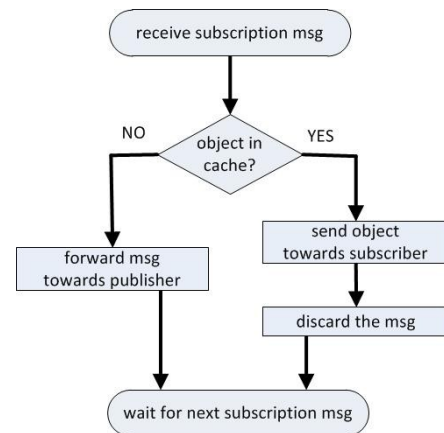 receive subscription msg
NO
YES
object in
cache?
forward msg
towards publisher
send object
towards subscriber
discard the msg
wait for next subscription msg